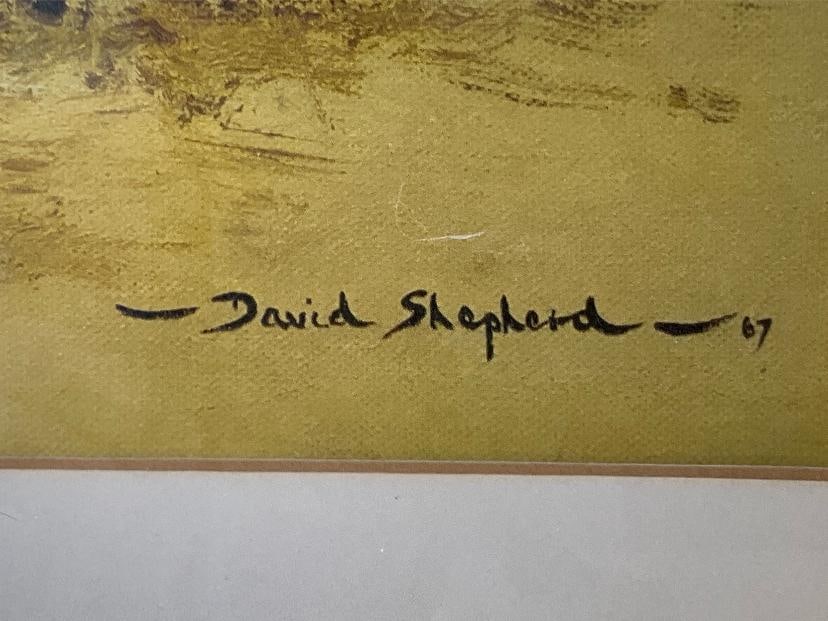 — David Shepherd — 67